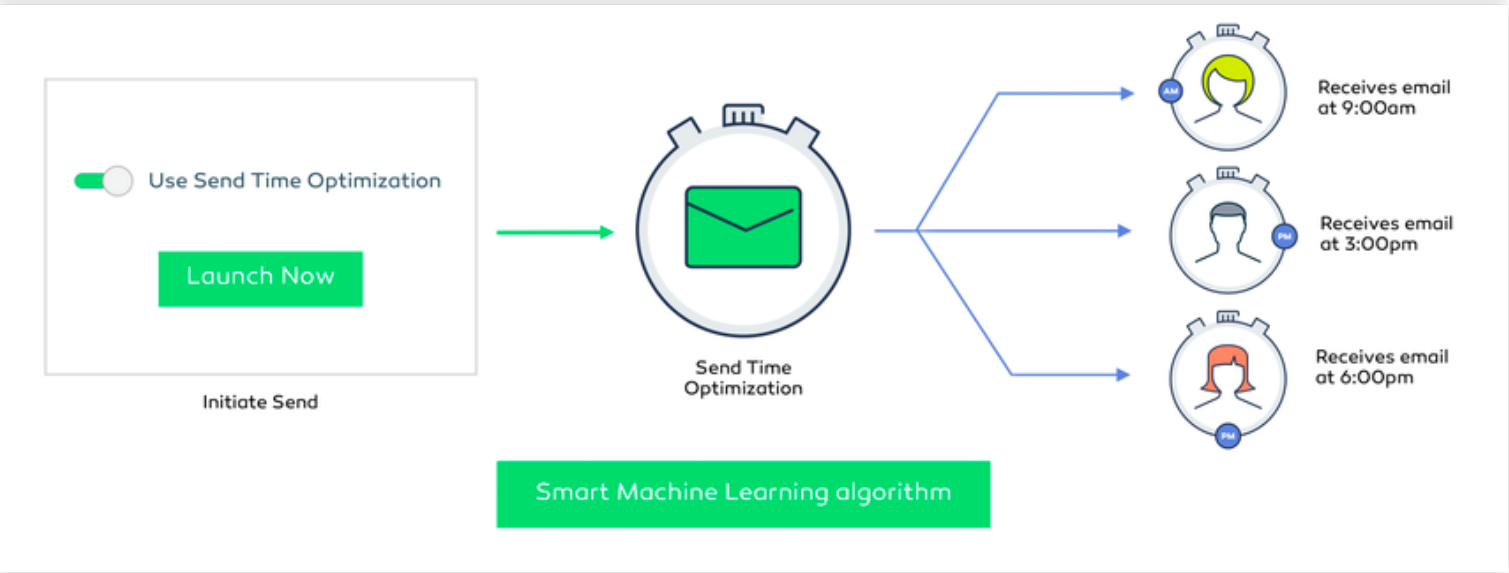 Use Send Time Optimization
Launch Now
Initiate Send
Send Time
Optimization
AM
Receives email
at 9:00am
PM
Receives email
at 3:00pm
PM
Receives email
at 6:00pm
Smart Machine Learning algorithm